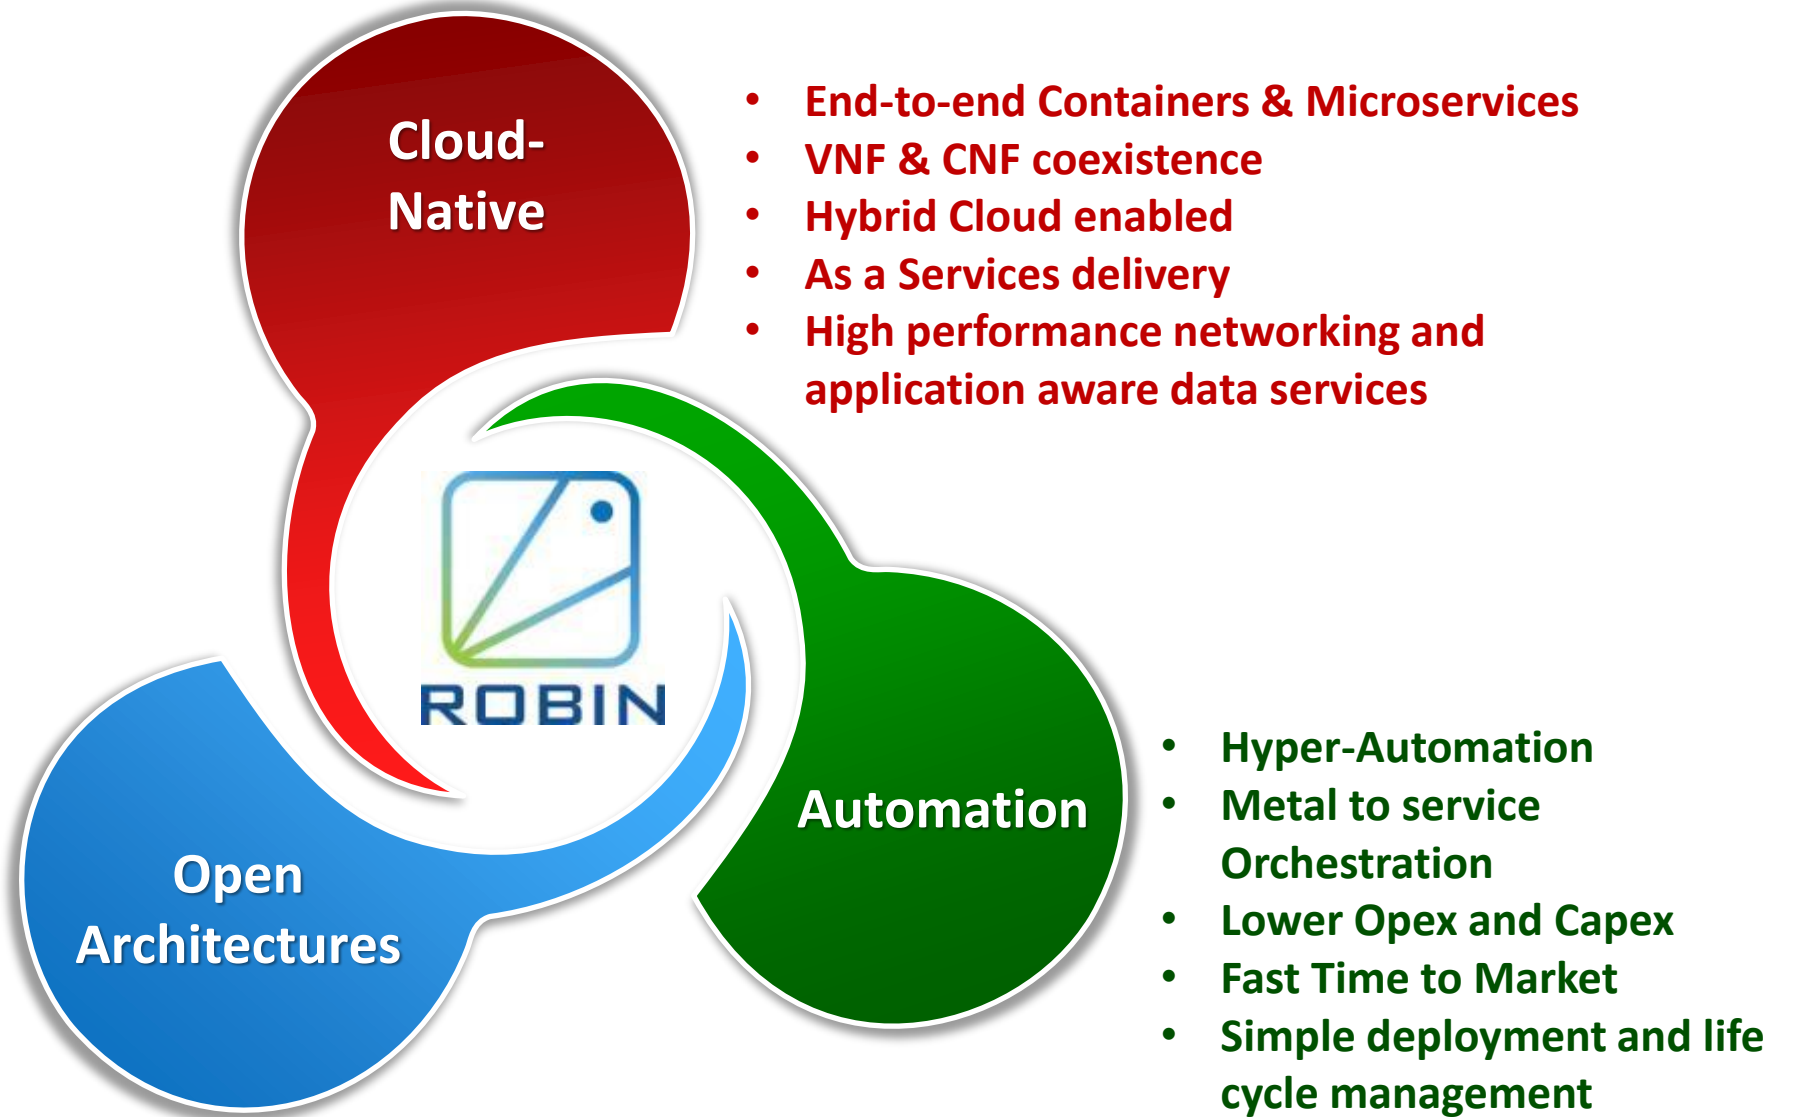 Cloud-
Native
• End-to-end Containers & Microservices
• VNF & CNF coexistence
• Hybrid Cloud enabled
• As a Services delivery
• High performance networking and
application aware data services
ROBIN
Automation
• Hyper-Automation
• Metal to service
Orchestration
• Lower Opex and Capex
• Fast Time to Market
• Simple deployment and life
cycle management
Open
Architectures